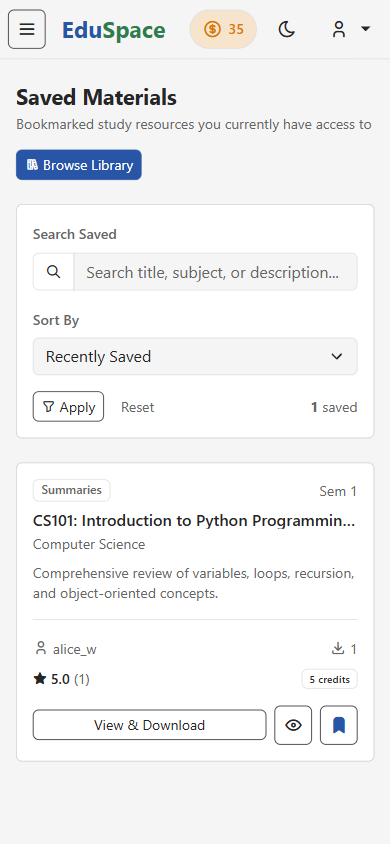 EduSpace
35
Saved Materials
Bookmarked study resources you currently have access to
Browse Library
Search Saved
Search title, subject, or description...
Sort By
Recently Saved
Apply
Reset
1 saved
Summaries
Sem 1
CS101: Introduction to Python Programmin...
Computer Science
Comprehensive review of variables, loops, recursion,
and object-oriented concepts.
alice_w
1
5.0 (1)
5 credits
View & Download